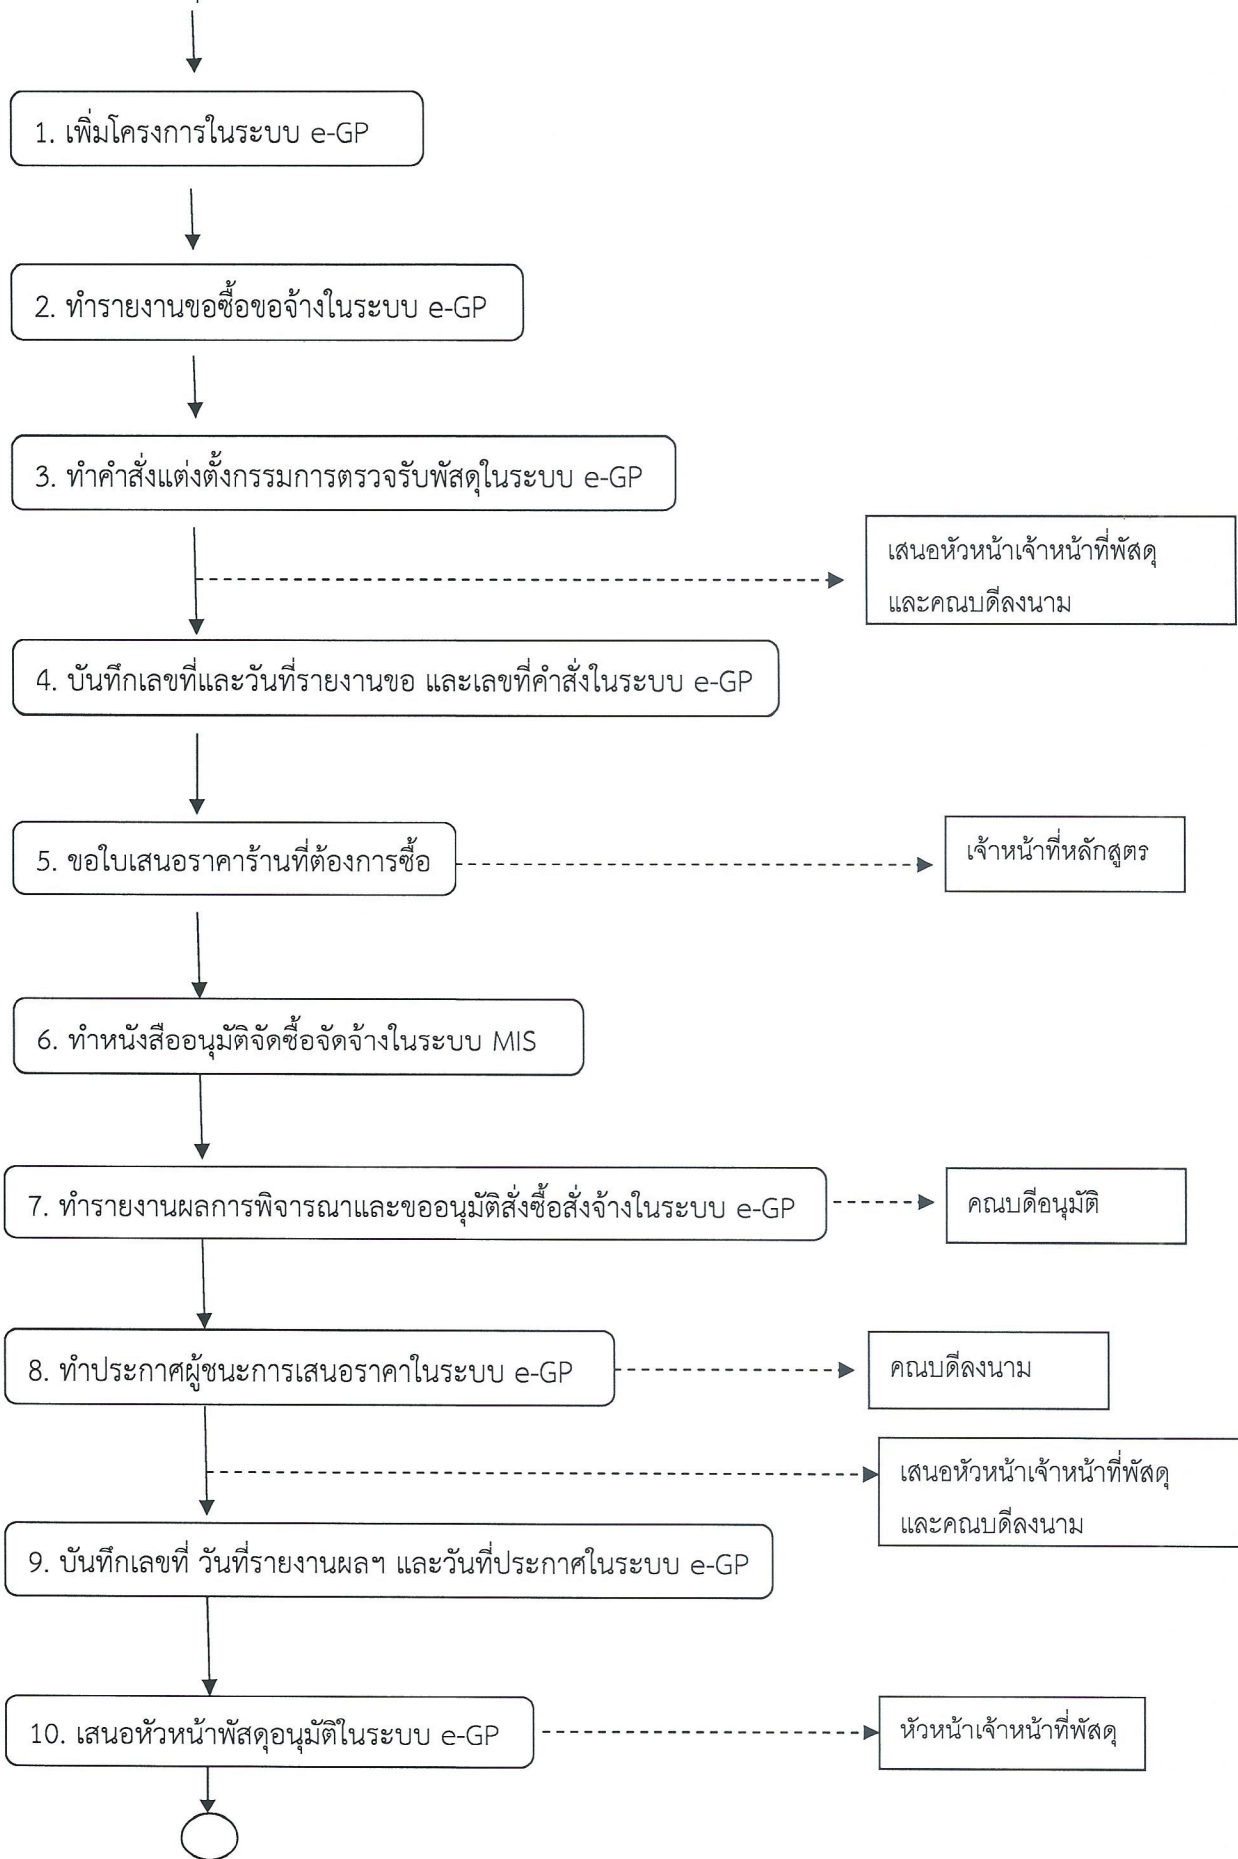 1. เพิ่มโครงการในระบบ e-GP
2. ทำรายงานขอซื้อขอจ้างในระบบ e-GP
3. ทำคำสั่งแต่งตั้งกรรมการตรวจรับพัสดุในระบบ e-GP
เสนอหัวหน้าเจ้าหน้าที่พัสดุ
และคณบดีลงนาม
4. บันทึกเลขที่และวันที่รายงานขอ และเลขที่คำสั่งในระบบ e-GP
5. ขอใบเสนอราคาร้านที่ต้องการซื้อ
เจ้าหน้าที่หลักสูตร
6. ทำหนังสืออนุมัติจัดซื้อจัดจ้างในระบบ MIS
7. ทำรายงานผลการพิจารณาและขออนุมัติสั่งซื้อสั่งจ้างในระบบ e-GP
คณบดีอนุมัติ
8. ทำประกาศผู้ชนะการเสนอราคาในระบบ e-GP
คณบดีลงนาม
เสนอหัวหน้าเจ้าหน้าที่พัสดุ
และคณบดีลงนาม
9. บันทึกเลขที่ วันที่รายงานผลฯ และวันที่ประกาศในระบบ e-GP
10. เสนอหัวหน้าพัสดุอนุมัติในระบบ e-GP
หัวหน้าเจ้าหน้าที่พัสดุ